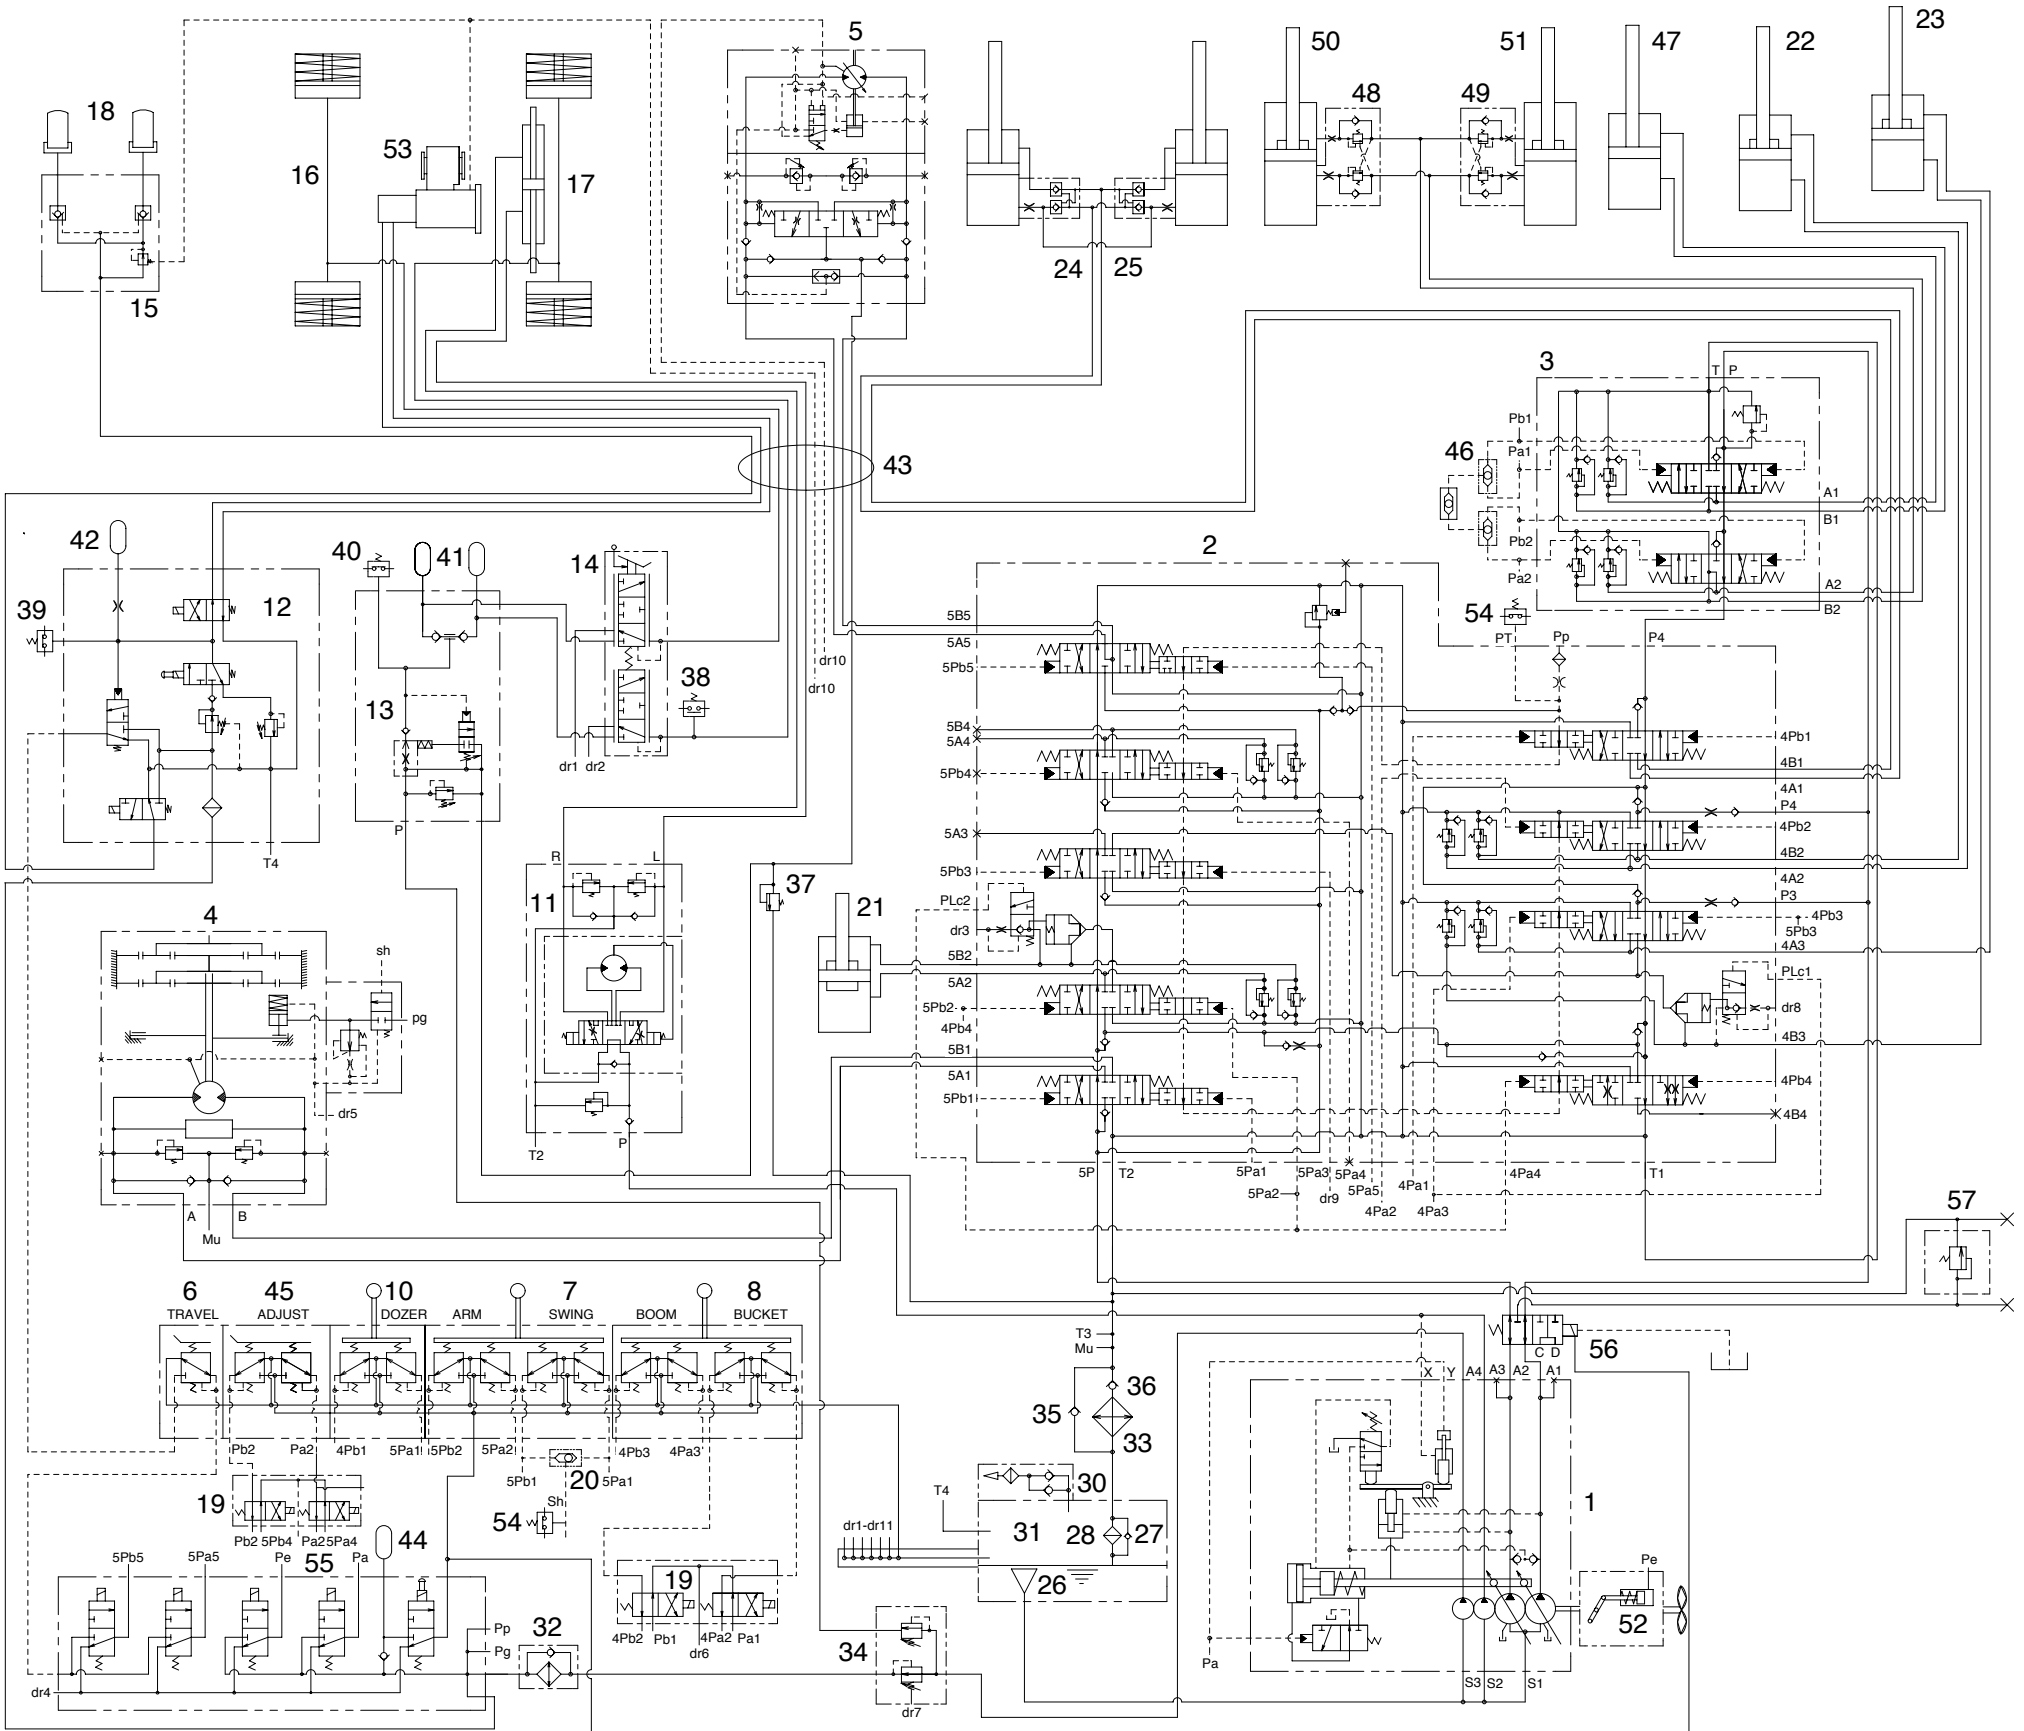 23
5
50
51
47
22
18
48
49
53
16
17
24
25
15
3
T P
Pb1
46
Pa1
43
A1
B1
Pb2
Pa2
A2
B2
42
40
41
14
2
39
12
54
5B5
PT
Pp
P4
5A5
dr10
5Pb5
dr10
38
13
5B4
5A4
4Pb1
dr1
dr2
5Pb4
4B1
4A1
P4
P
5A3
4Pb2
T4
R
L
4B2
37
5Pb3
4A2
11
21
PLc2
P3
4
dr3
4Pb3
5Pb3
sh
5B2
4A3
5A2
PLc1
pg
5Pb2
dr8
4Pb4
4B3
5B1
5A1
4Pb4
dr5
5Pb1
4B4
P
T2
5P
T2
5Pa1
5Pa3
5Pa4
4Pa4
T1
5Pa2
dr9
5Pa5
4Pa1
4Pa2
4Pa3
57
A
B
Mu
6
45
10
7
8
TRAVEL
ADJUST
DOZER
ARM
SWING
BOOM
BUCKET
T3
Mu
56
C D
X
Y
A4
A3
A2
A1
36
35
33
Pb2
Pa2
4Pb1
5Pa1
5Pb2
5Pa2
4Pb3
4Pa3
20
5Pb1
5Pa1
30
19
Sh
T4
1
54
dr1-dr11
31
28
27
Pb2
5Pb4
Pa2
5Pa4
44
5Pb5
5Pa5
Pe
55
Pa
Pe
19
26
52
Pp
32
4Pb2
Pb1
4Pa2
Pa1
Pg
dr6
34
Pa
dr4
S3
S2
S1
dr7